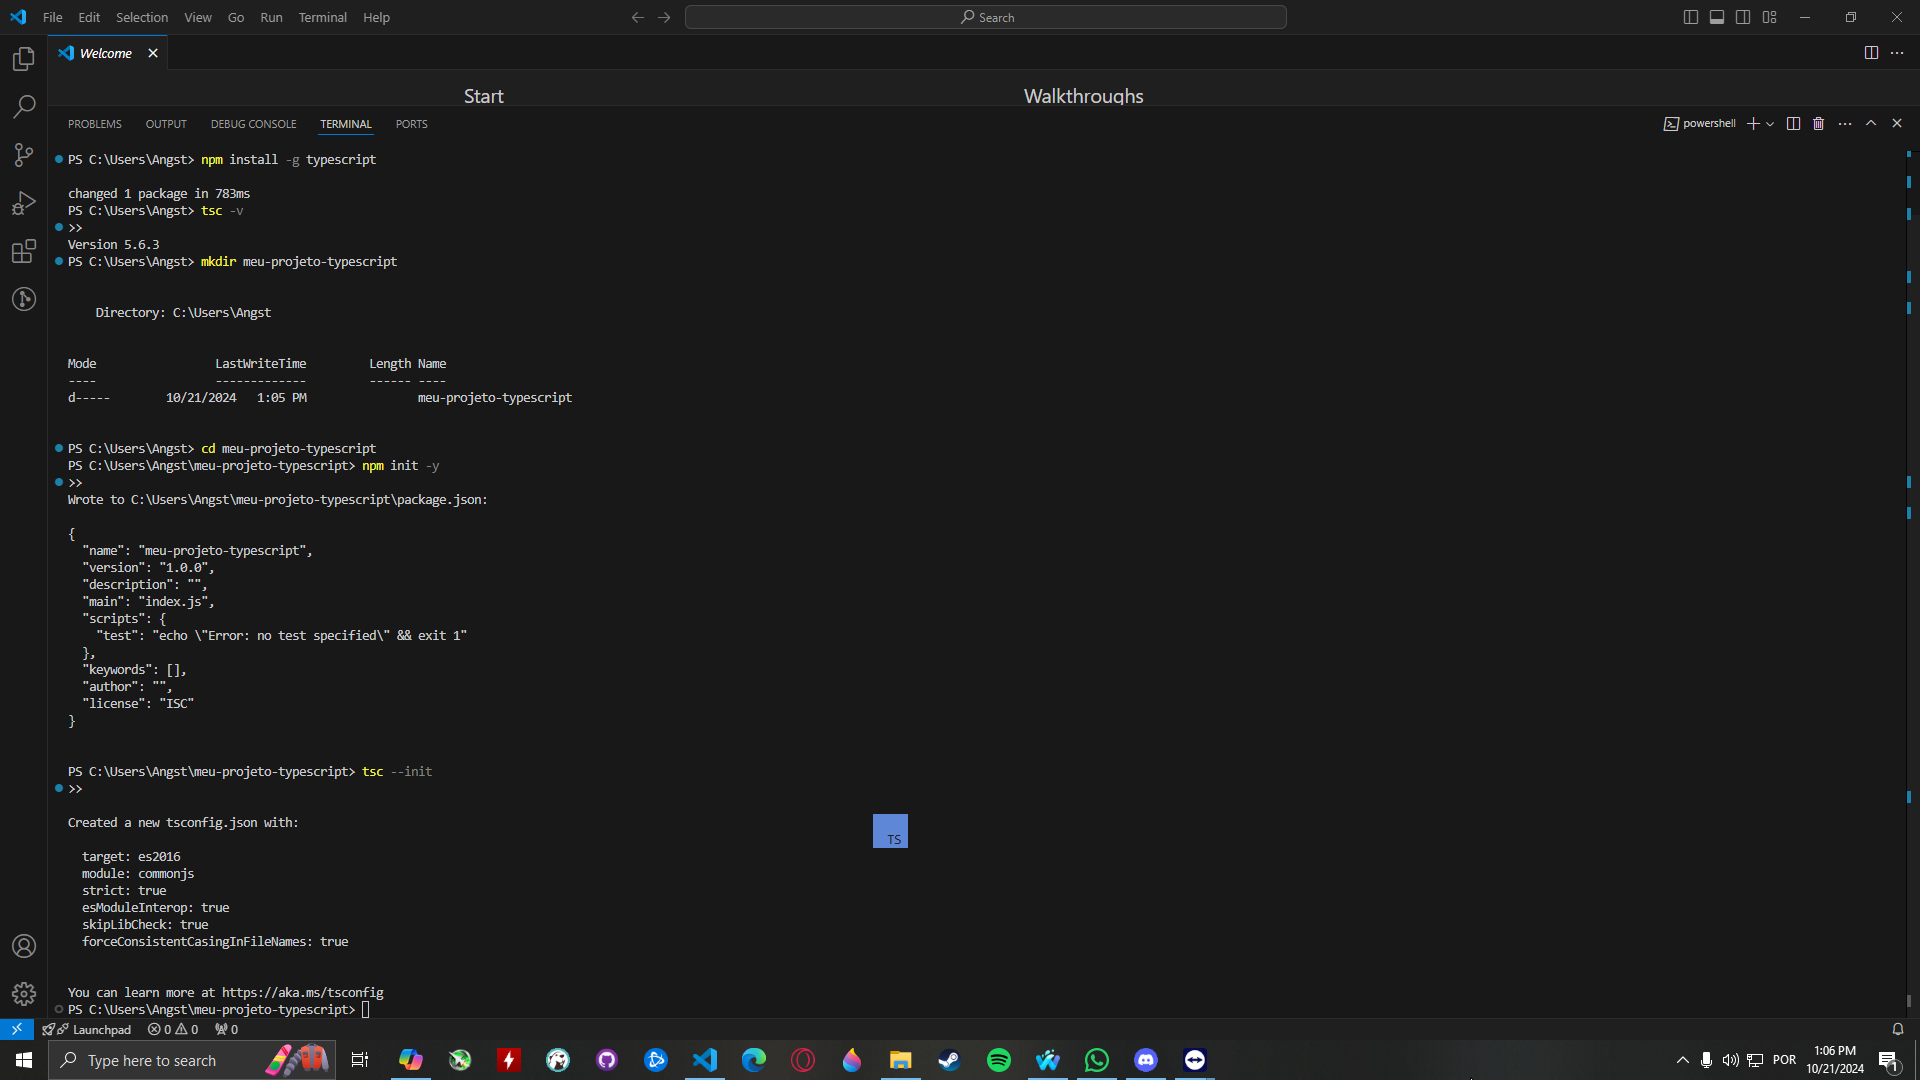 File Edit Selection View Go Run Terminal Help
Search
Welcome
Start
Walkthroughs
PROBLEMS OUTPUT DEBUG CONSOLE TERMINAL PORTS
powershell
PS C:\Users\Angst> npm install -g typescript
changed 1 package in 783ms
PS C:\Users\Angst> tsc -v
>>
Version 5.6.3
PS C:\Users\Angst> mkdir meu-projeto-typescript
Directory: C:\Users\Angst
Mode LastWriteTime Length Name
---- ------------- ------ ----
d----- 10/21/2024 1:05 PM meu-projeto-typescript
PS C:\Users\Angst> cd meu-projeto-typescript
PS C:\Users\Angst\meu-projeto-typescript> npm init -y
>>
Wrote to C:\Users\Angst\meu-projeto-typescript\package.json:
{
"name": "meu-projeto-typescript",
"version": "1.0.0",
"description": "",
"main": "index.js",
"scripts": {
"test": "echo \"Error: no test specified\" && exit 1"
},
"keywords": [],
"author": "",
"license": "ISC"
}
PS C:\Users\Angst\meu-projeto-typescript> tsc --init
>>
Created a new tsconfig.json with:
TS
target: es2016
module: commonjs
strict: true
esModuleInterop: true
skipLibCheck: true
forceConsistentCasingInFileNames: true
You can learn more at https://aka.ms/tsconfig
PS C:\Users\Angst\meu-projeto-typescript>
Launchpad 0 0 0
Type here to search
POR
1:06 PM
10/21/2024
1